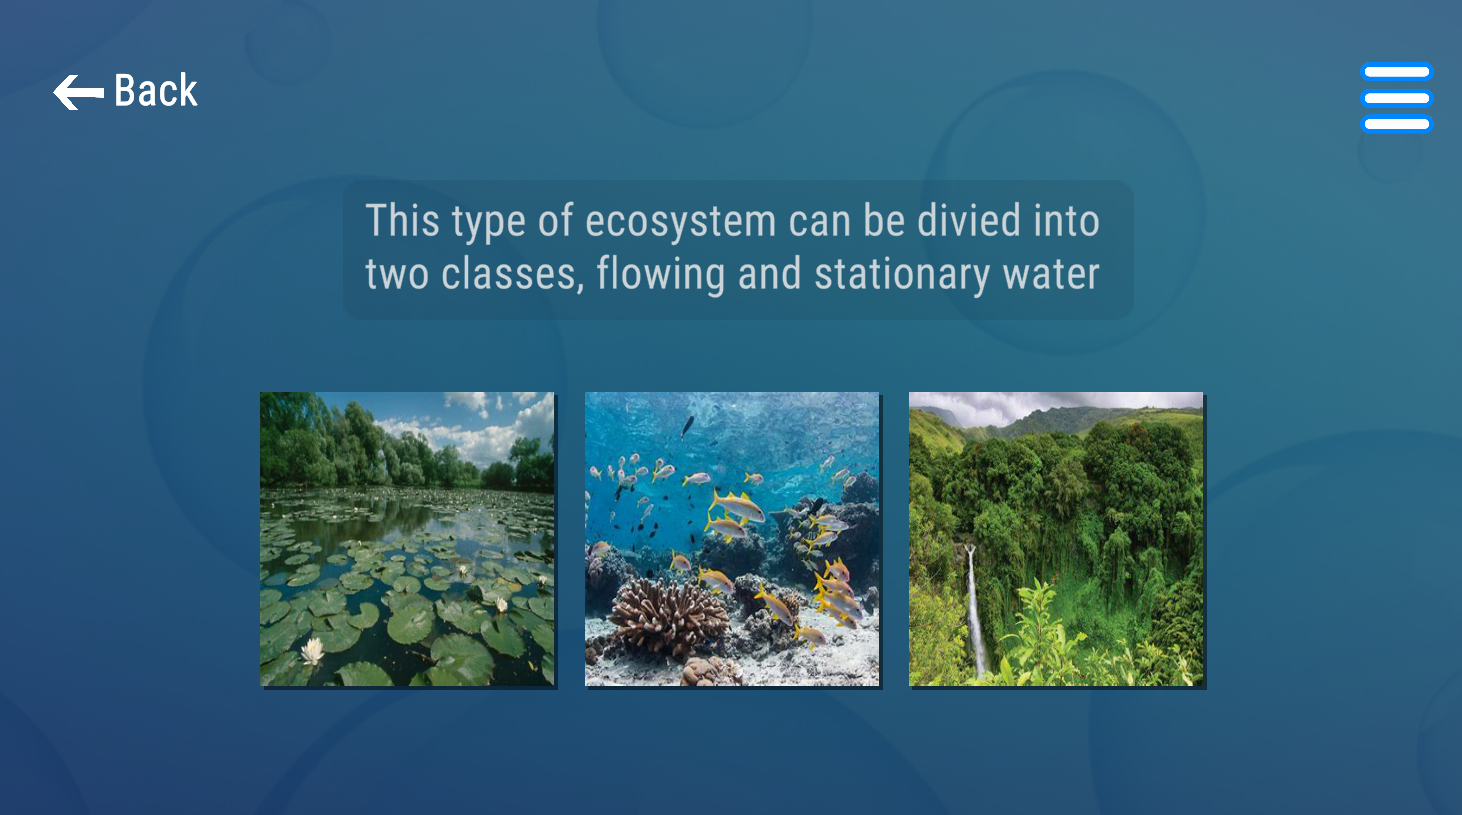 Back
This type of ecosystem can be divied into
two classes, flowing and stationary water